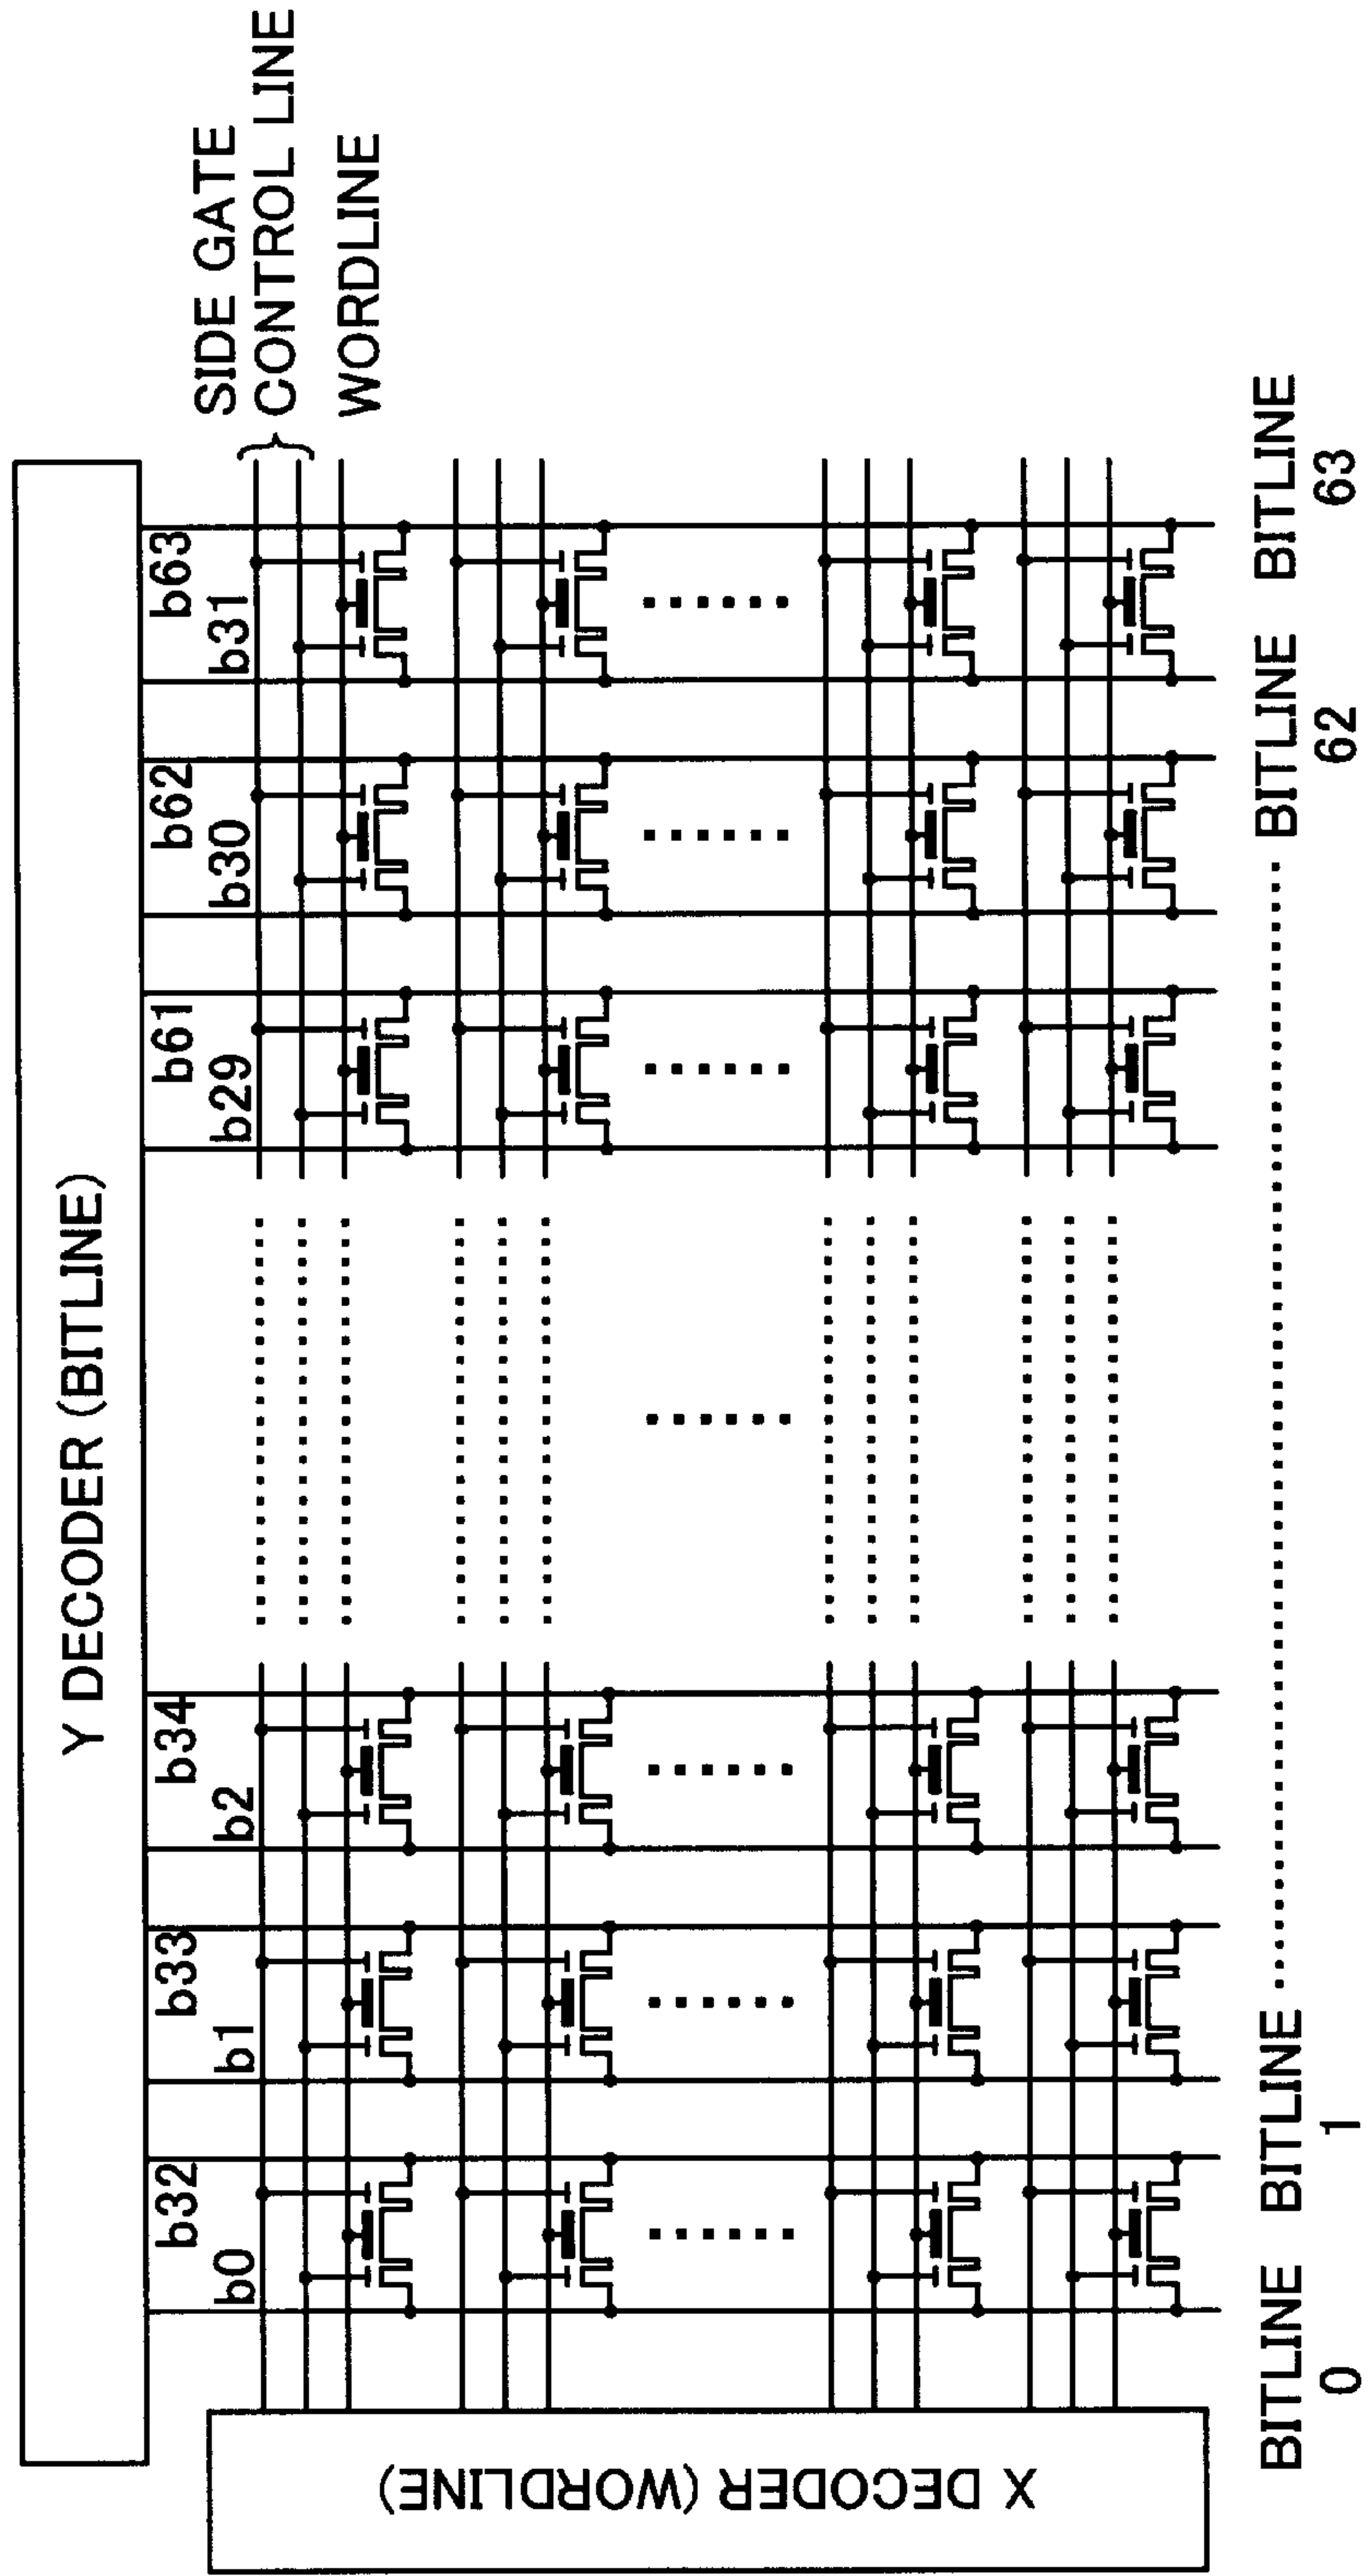 Y DECODER (BITLINE)
SIDE GATE
CONTROL LINE
WORDLINE
b32 b33 b34 b61 b62 b63
b0 b1 b2 b29 b30 b31
X DECODER (WORDLINE)
BITLINE BITLINE BITLINE BITLINE
0 1 62 63